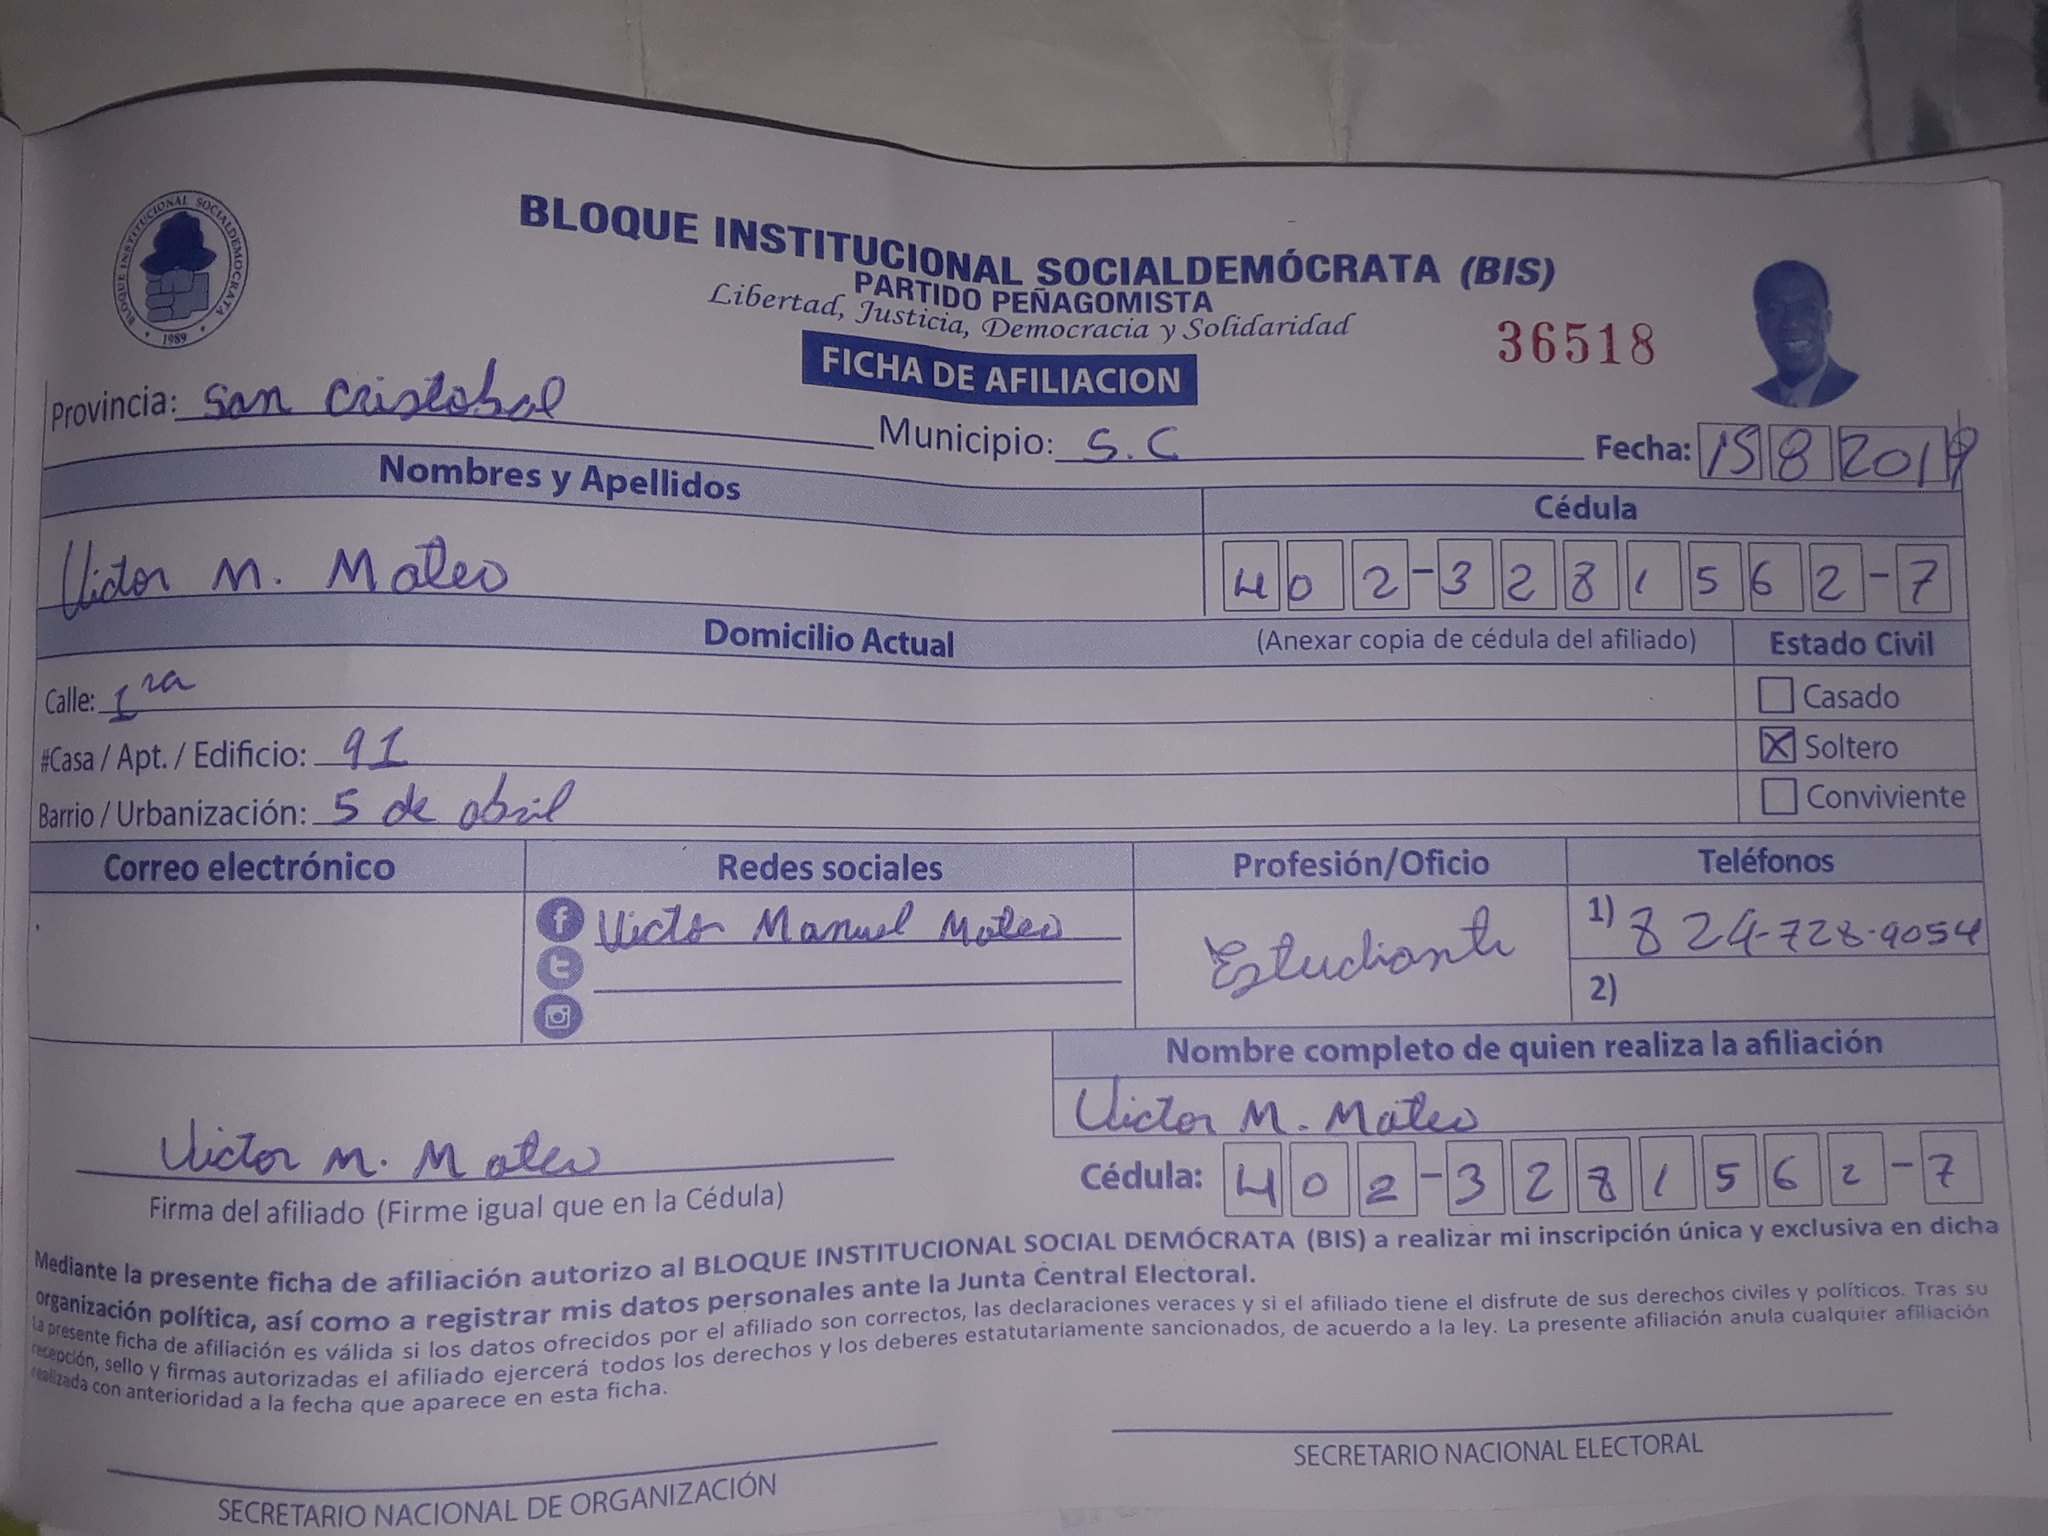 BLOQUE INSTITUCIONAL SOCIALDEMOCRATA
1989
BLOQUE INSTITUCIONAL SOCIALDEMÓCRATA (BIS)
PARTIDO PEÑAGOMISTA
Libertad, Justicia, Democracia y Solidaridad
36518
FICHA DE AFILIACION
Provincia: San Cristobal Municipio: S.C Fecha: 15 8 2019
Nombres y Apellidos Cédula
Victor M. Mateo 402-3281562-7
Domicilio Actual (Anexar copia de cédula del afiliado) Estado Civil
Calle: 1ra Casado
#Casa / Apt. / Edificio: 91 X Soltero
Barrio / Urbanización: 5 de abril Conviviente
Correo electrónico Redes sociales Profesión/Oficio Teléfonos
Victor Manuel Mateo Estudiante 1) 824-728-9054
2)
Nombre completo de quien realiza la afiliación
Victor M. Mateo
Victor M. Mateo
Cédula: 402-3281562-7
Firma del afiliado (Firme igual que en la Cédula)
Mediante la presente ficha de afiliación autorizo al BLOQUE INSTITUCIONAL SOCIAL DEMÓCRATA (BIS) a realizar mi inscripción única y exclusiva en dicha
organización política, así como a registrar mis datos personales ante la Junta Central Electoral.
La presente ficha de afiliación es válida si los datos ofrecidos por el afiliado son correctos, las declaraciones veraces y si el afiliado tiene el disfrute de sus derechos civiles y políticos. Tras su
recepción, sello y firmas autorizadas el afiliado ejercerá todos los derechos y los deberes estatutariamente sancionados, de acuerdo a la ley. La presente afiliación anula cualquier afiliación
realizada con anterioridad a la fecha que aparece en esta ficha.
SECRETARIO NACIONAL DE ORGANIZACIÓN
SECRETARIO NACIONAL ELECTORAL